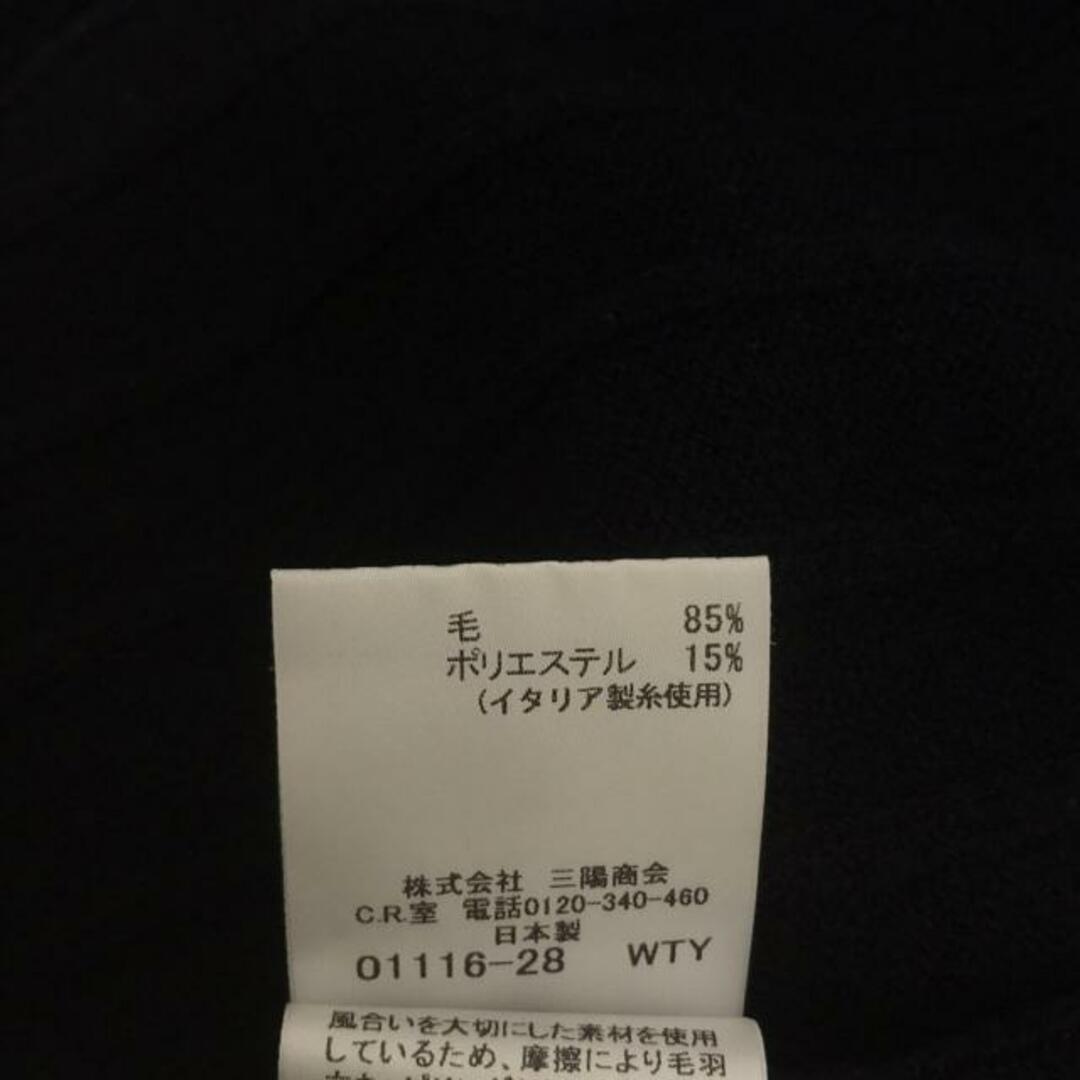 毛 85%
ポリエステル 15%
(イタリア製糸使用)
株式会社 三陽商会
C.R.室 電話0120-340-460
日本製
01116-28 WTY
風合いを大切にした素材を使用
しているため、摩擦により毛羽